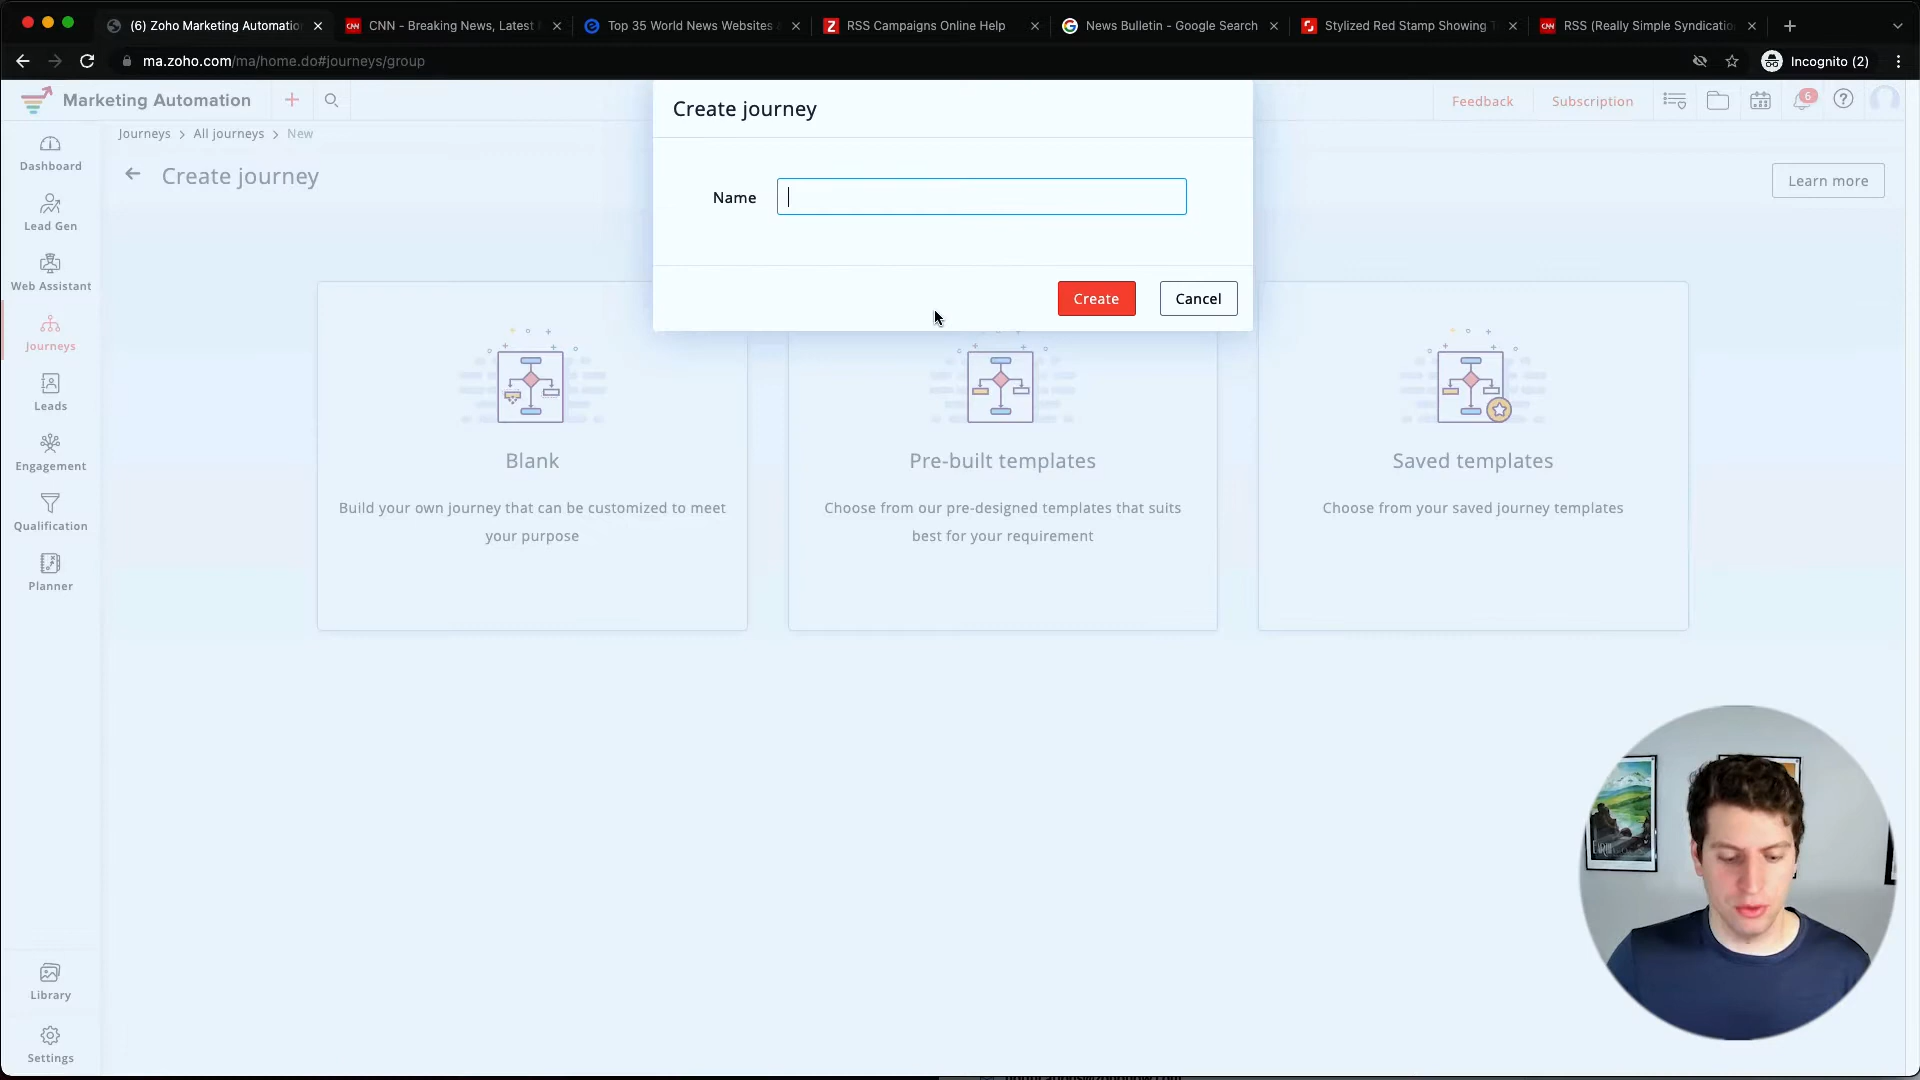 (6) Zoho Marketing Automatio
CNN - Breaking News, Latest
Top 35 World News Websites
RSS Campaigns Online Help
News Bulletin - Google Search
Stylized Red Stamp Showing T
RSS (Really Simple Syndicatio
ma.zoho.com/ma/home.do#journeys/group
Incognito (2)
Marketing Automation
Feedback
Subscription
6
Create journey
Journeys > All journeys > New
Create journey
Learn more
Name
Create
Cancel
Dashboard
Lead Gen
Web Assistant
Journeys
Leads
Engagement
Qualification
Planner
Library
Settings
Blank
Build your own journey that can be customized to meet
your purpose
Pre-built templates
Choose from our pre-designed templates that suits
best for your requirement
Saved templates
Choose from your saved journey templates